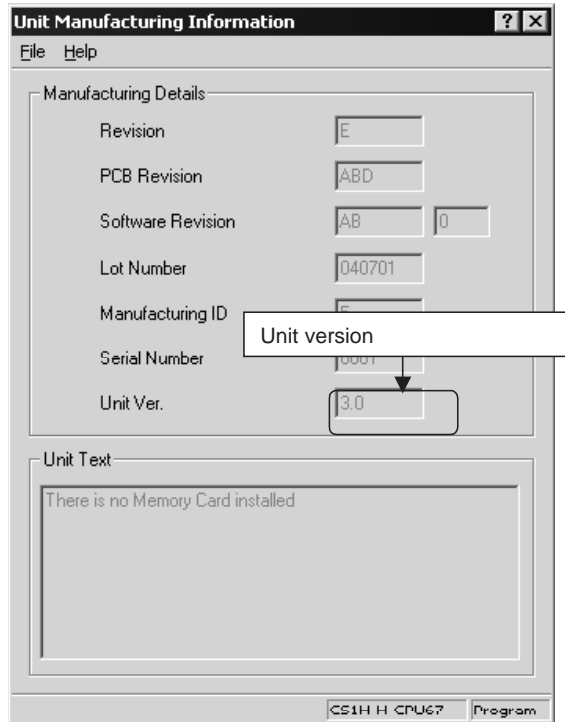 Unit Manufacturing Information
File Help
Manufacturing Details
Revision E
PCB Revision ABD
Software Revision AB 0
Lot Number 040701
Manufacturing ID
Unit version
Serial Number 0001
Unit Ver. 3.0
Unit Text
There is no Memory Card installed
CS1H H CPU67 Program